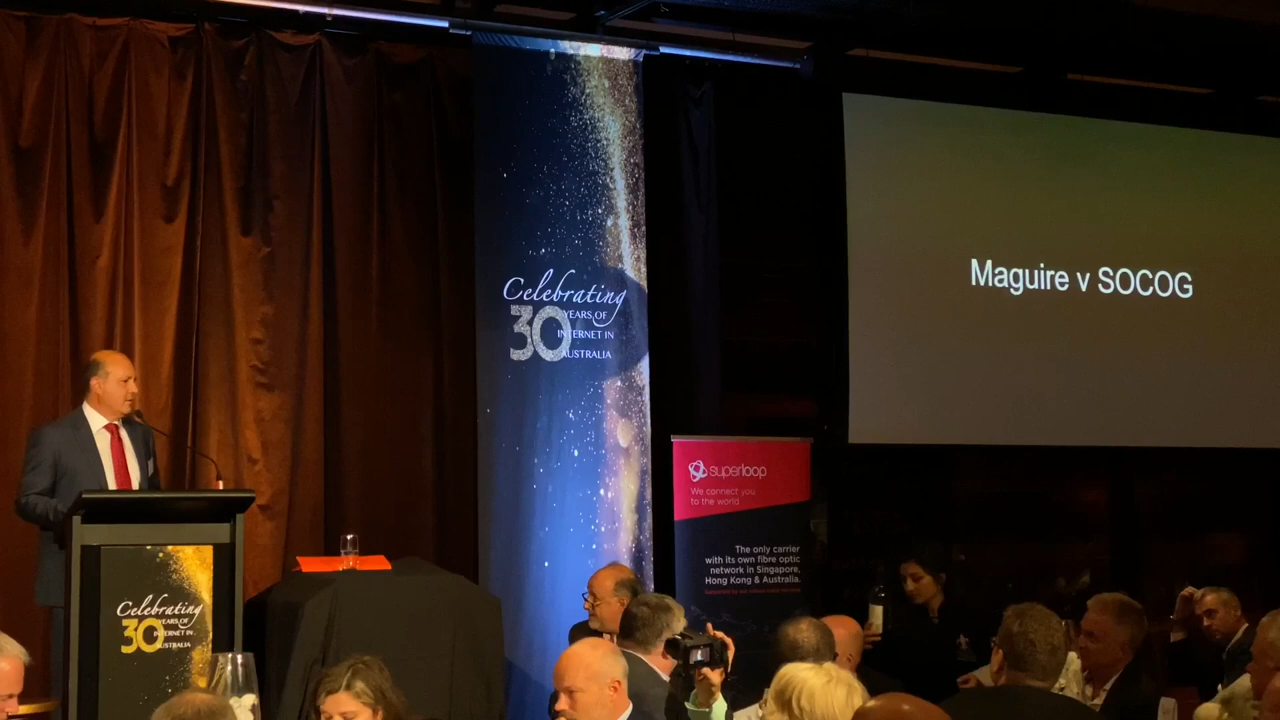 Celebrating
30 YEARS OF
INTERNET IN
AUSTRALIA
Maguire v SOCOG
superloop
We connect you
to the world
The only carrier
with its own fibre optic
network in Singapore,
Hong Kong & Australia.
Celebrating
30 YEARS OF
INTERNET IN
AUSTRALIA